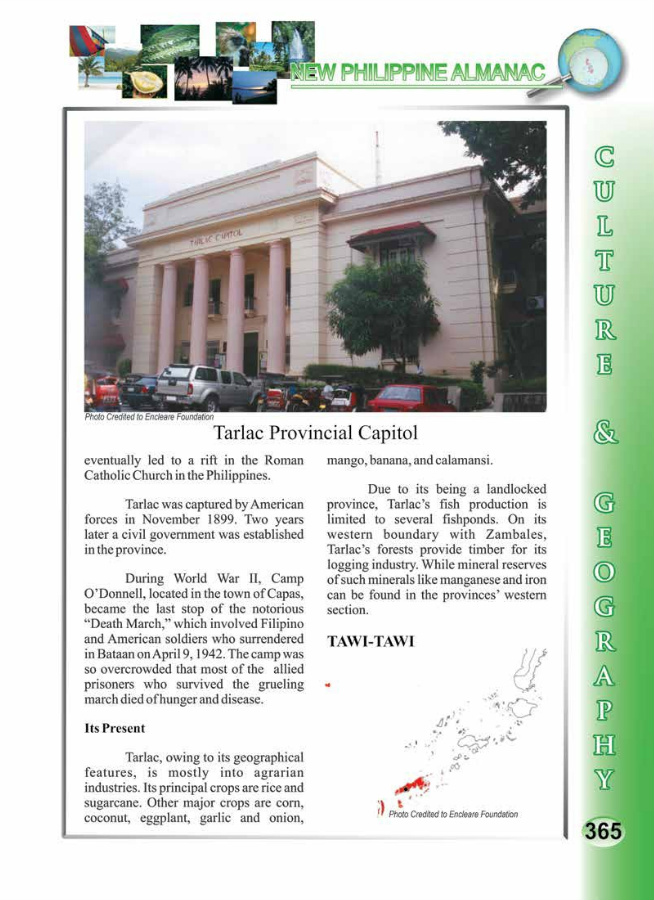 NEW PHILIPPINE ALMANAC
TARLAC CAPITOL
Photo Credited to Encleare Foundation
Tarlac Provincial Capitol
eventually led to a rift in the Roman
Catholic Church in the Philippines.
Tarlac was captured by American
forces in November 1899. Two years
later a civil government was established
in the province.
During World War II, Camp
O’Donnell, located in the town of Capas,
became the last stop of the notorious
“Death March,” which involved Filipino
and American soldiers who surrendered
in Bataan on April 9, 1942. The camp was
so overcrowded that most of the allied
prisoners who survived the grueling
march died of hunger and disease.
Its Present
Tarlac, owing to its geographical
features, is mostly into agrarian
industries. Its principal crops are rice and
sugarcane. Other major crops are corn,
coconut, eggplant, garlic and onion,
mango, banana, and calamansi.
Due to its being a landlocked
province, Tarlac’s fish production is
limited to several fishponds. On its
western boundary with Zambales,
Tarlac’s forests provide timber for its
logging industry. While mineral reserves
of such minerals like manganese and iron
can be found in the provinces’ western
section.
TAWI-TAWI
Photo Credited to Encleare Foundation
CULTURE & GEOGRAPHY
365